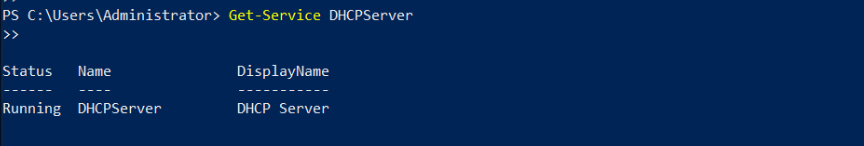 PS C:\Users\Administrator> Get-Service DHCPServer
>>
Status   Name               DisplayName
------   ----               -----------
Running  DHCPServer         DHCP Server